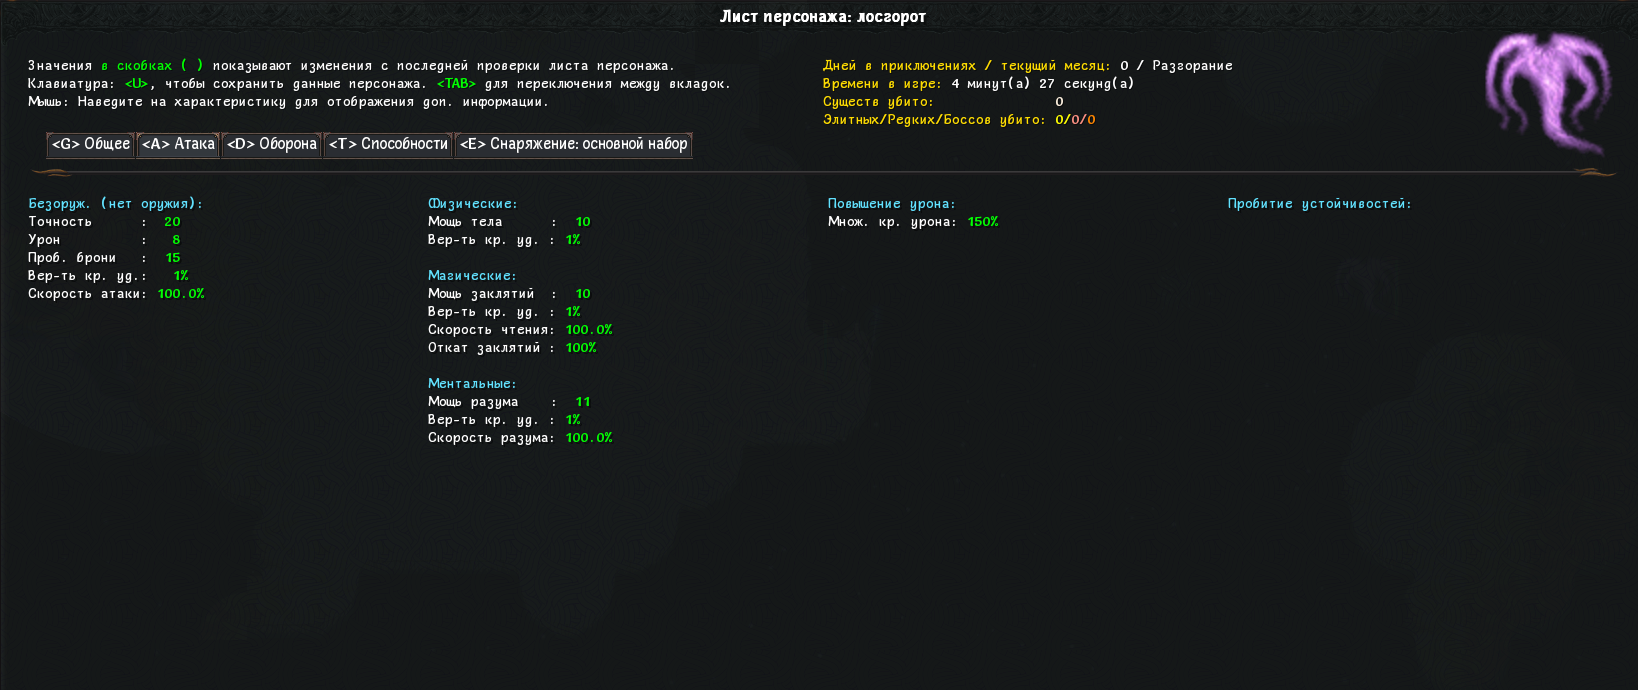 Лист персонажа: лосгорот
Значения в скобках ( ) показывают изменения с последней проверки листа персонажа.
Клавиатура: <U>, чтобы сохранить данные персонажа. <TAB> для переключения между вкладок.
Мышь: Наведите на характеристику для отображения доп. информации.
Дней в приключениях / текущий месяц: 0 / Разгорание
Времени в игре: 4 минут(а) 27 секунд(а)
Существ убито: 0
Элитных/Редких/Боссов убито: 0/0/0
<G> Общее <A> Атака <D> Оборона <T> Способности <E> Снаряжение: основной набор
Безоруж. (нет оружия):
Точность : 20
Урон : 8
Проб. брони : 15
Вер-ть кр. уд.: 1%
Скорость атаки: 100.0%
Физические:
Мощь тела : 10
Вер-ть кр. уд. : 1%
Магические:
Мощь заклятий : 10
Вер-ть кр. уд. : 1%
Скорость чтения: 100.0%
Откат заклятий : 100%
Ментальные:
Мощь разума : 11
Вер-ть кр. уд. : 1%
Скорость разума: 100.0%
Повышение урона:
Множ. кр. урона: 150%
Пробитие устойчивостей: